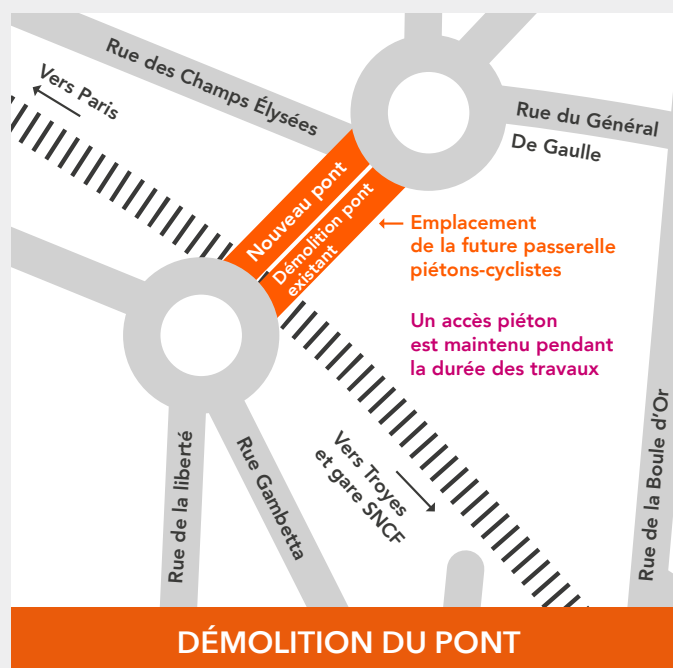 Rue des Champs Élysées
Vers Paris
Rue du Général
De Gaulle
Nouveau pont
Démolition pont
existant
Emplacement
de la future passerelle
piétons-cyclistes
Un accès piéton
est maintenu pendant
la durée des travaux
Rue de la Boule d'Or
Rue de la liberté
Rue Gambetta
Vers Troyes
et gare SNCF
DÉMOLITION DU PONT